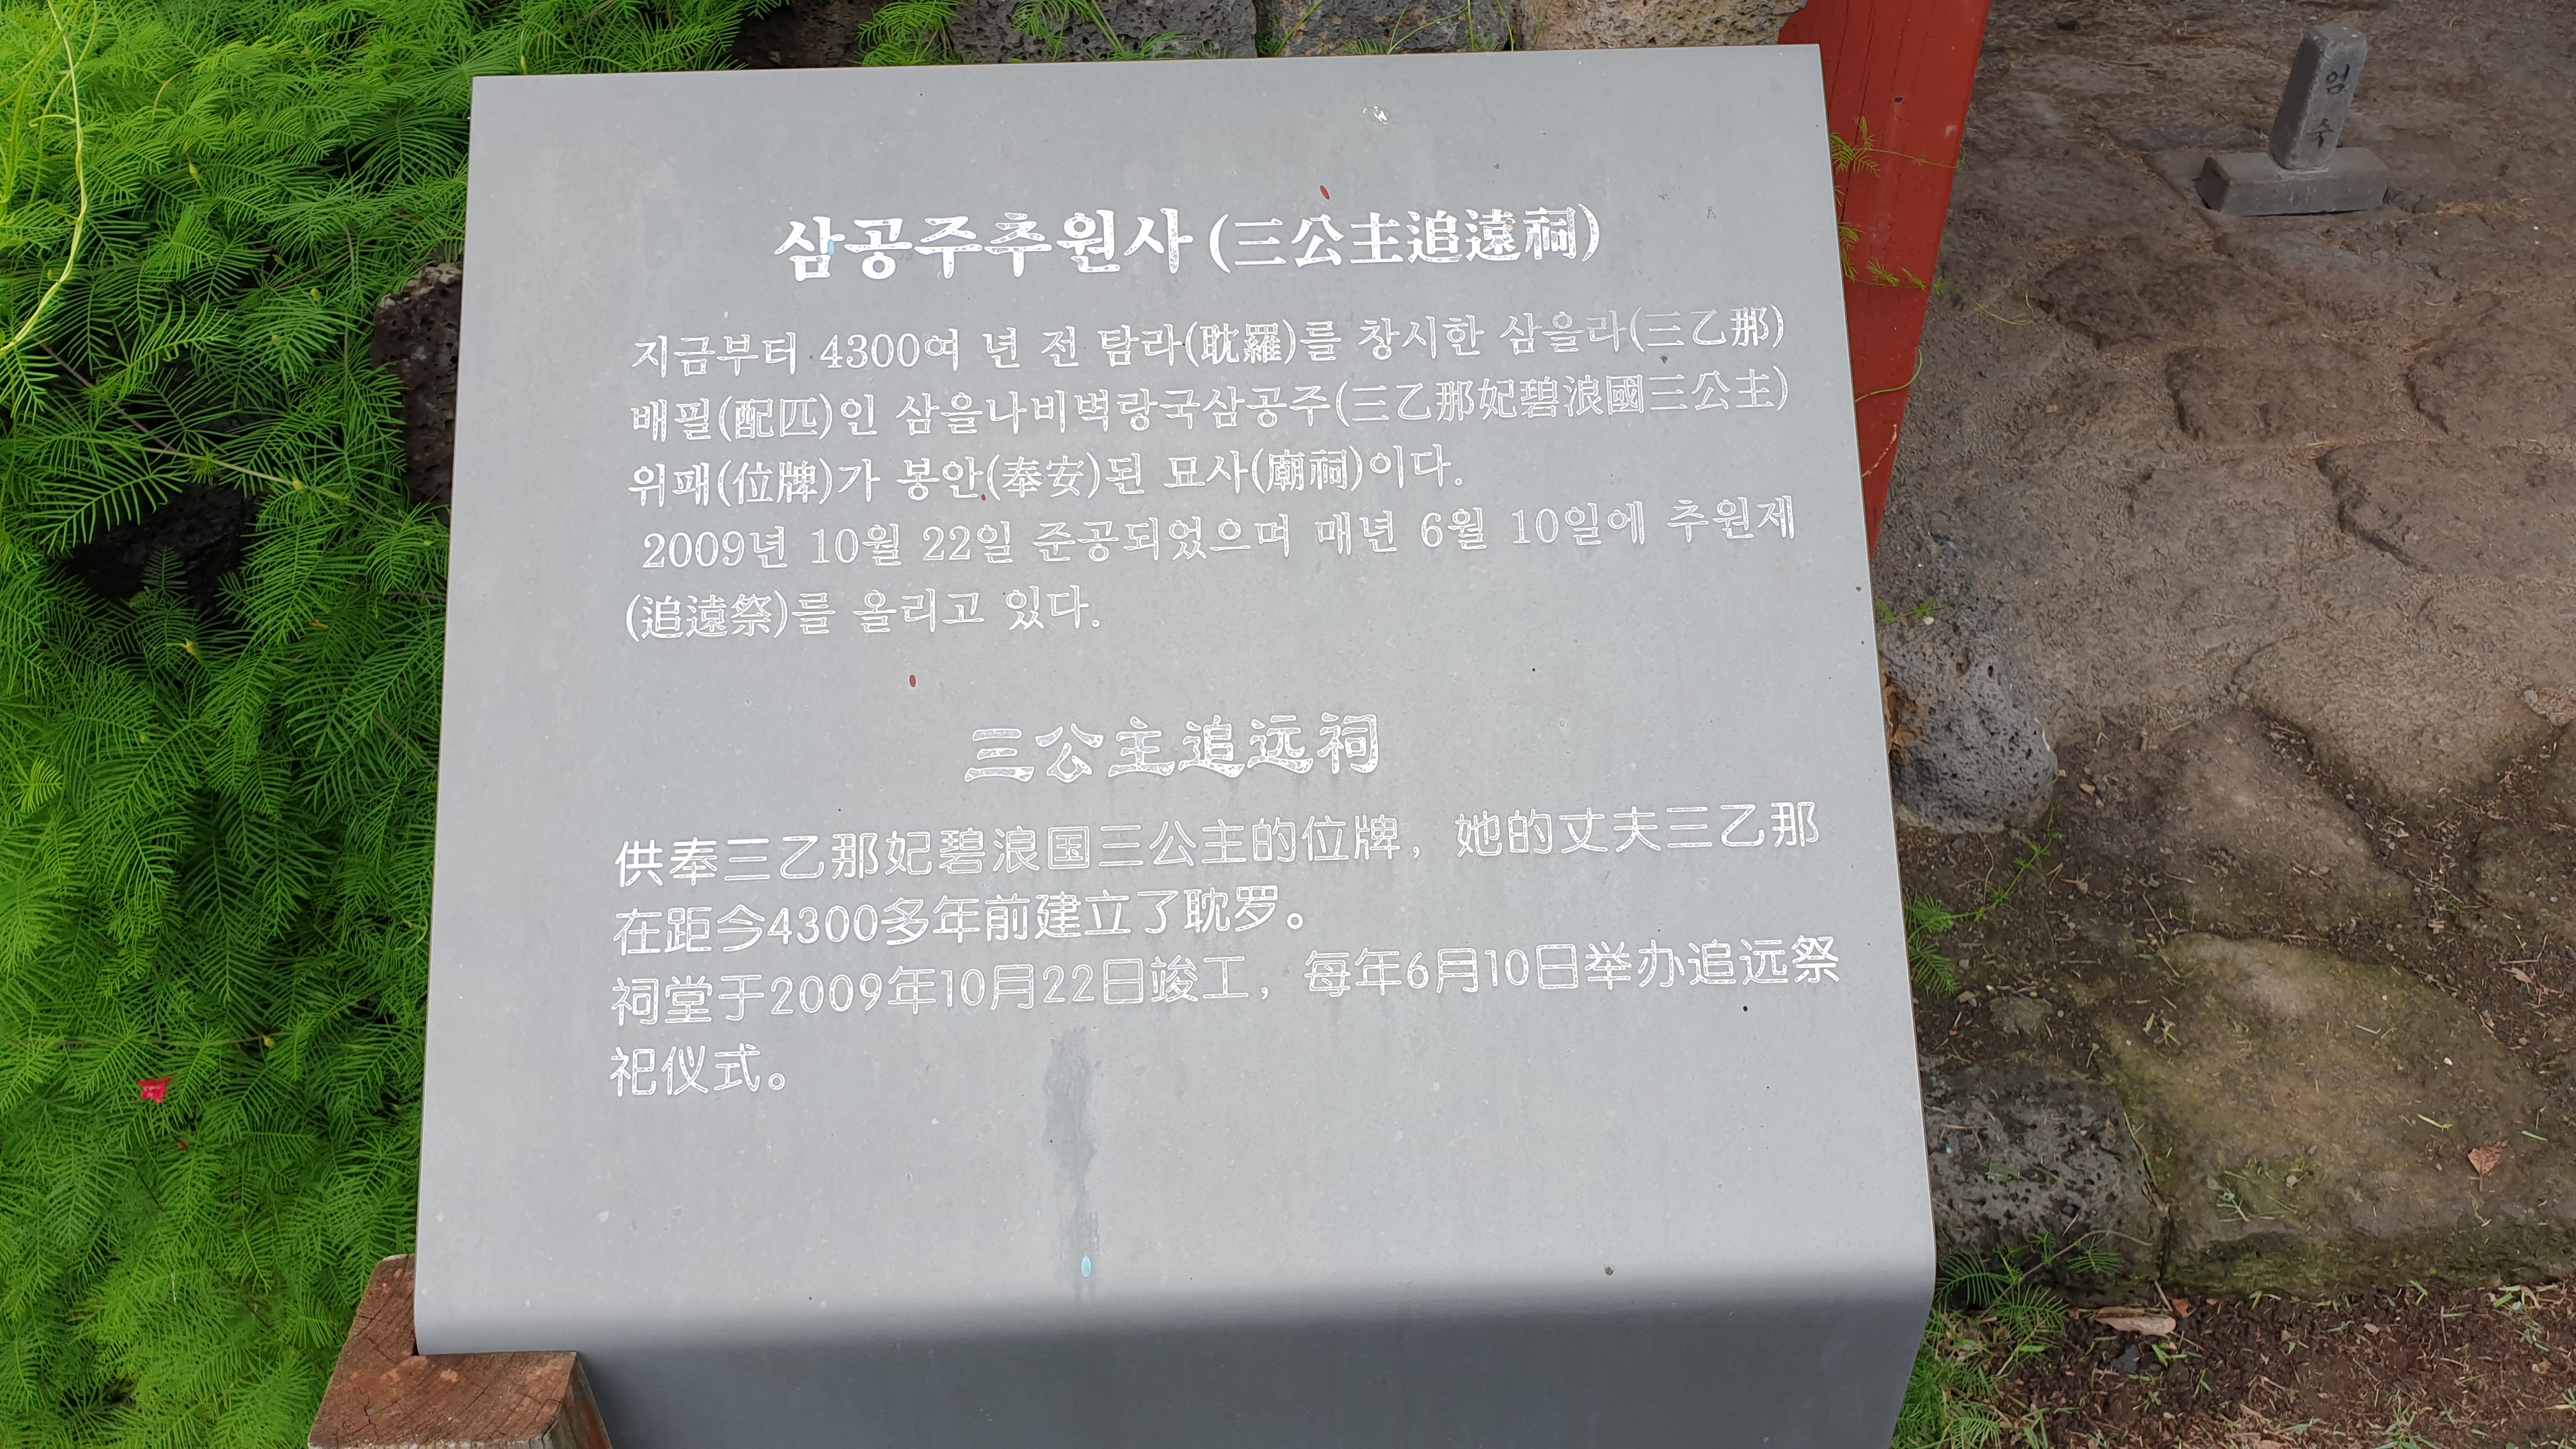 삼공주추원사 (三公主追遠祠)
지금부터 4300여 년 전 탐라(耽羅)를 창시한 삼을라(三乙那)
배필(配匹)인 삼을나비벽랑국삼공주(三乙那妃碧浪國三公主)
위패(位牌)가 봉안(奉安)된 묘사(廟祠)이다.
2009년 10월 22일 준공되었으며 매년 6월 10일에 추원제
(追遠祭)를 올리고 있다.
三公主追远祠
供奉三乙那妃碧浪国三公主的位牌，她的丈夫三乙那
在距今4300多年前建立了耽罗。
祠堂于2009年10月22日竣工，每年6月10日举办追远祭
祀仪式。
엄숙